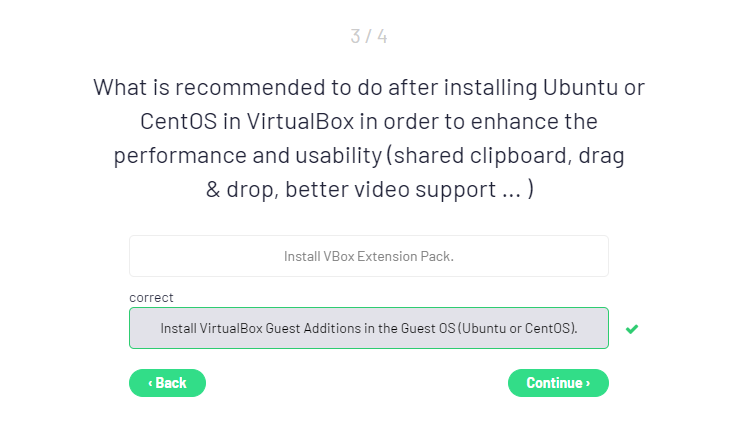 3 / 4
What is recommended to do after installing Ubuntu or
CentOS in VirtualBox in order to enhance the
performance and usability (shared clipboard, drag
& drop, better video support ... )
Install VBox Extension Pack.
correct
Install VirtualBox Guest Additions in the Guest OS (Ubuntu or CentOS).
‹ Back
Continue ›